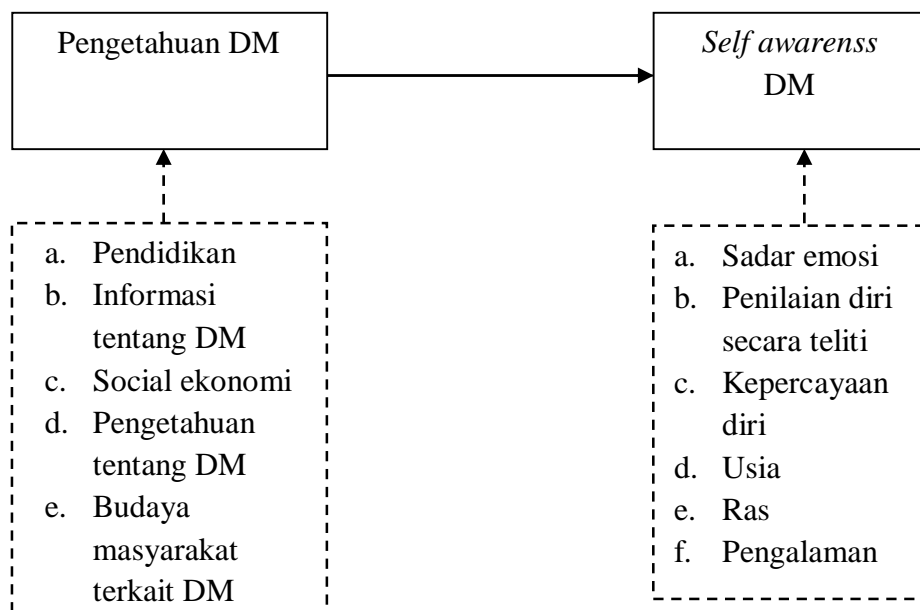 Pengetahuan DM
Self awarenss
DM
a. Pendidikan
b. Informasi
tentang DM
c. Social ekonomi
d. Pengetahuan
tentang DM
e. Budaya
masyarakat
terkait DM
a. Sadar emosi
b. Penilaian diri
secara teliti
c. Kepercayaan
diri
d. Usia
e. Ras
f. Pengalaman